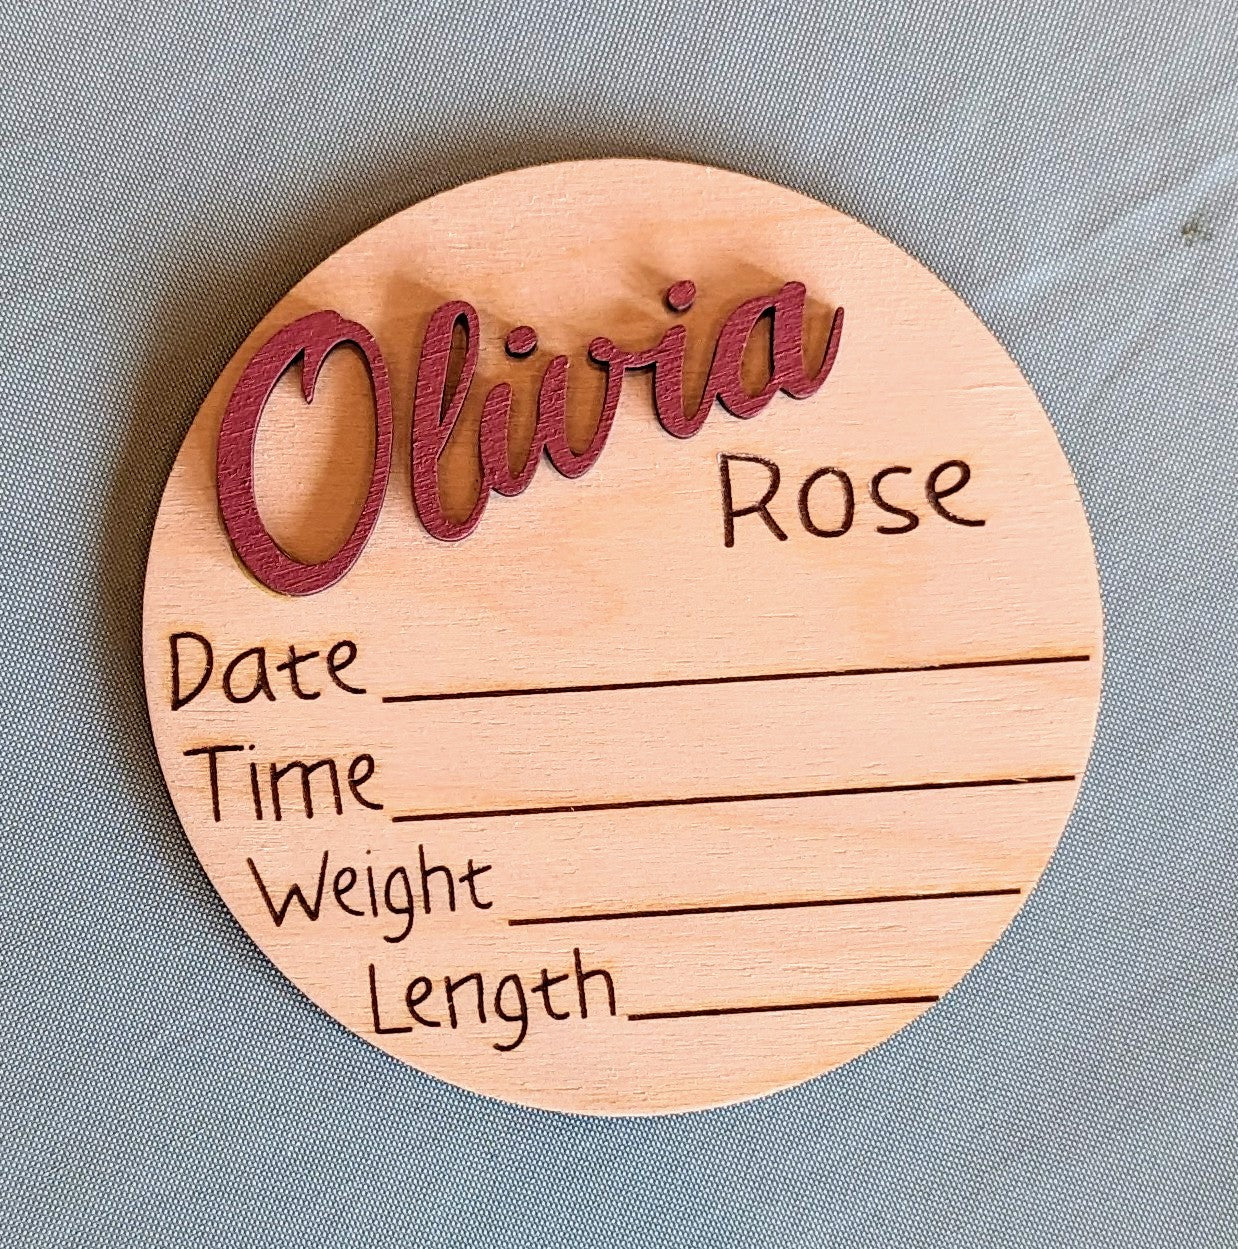 Olivia
Rose
Date
Time
Weight
Length